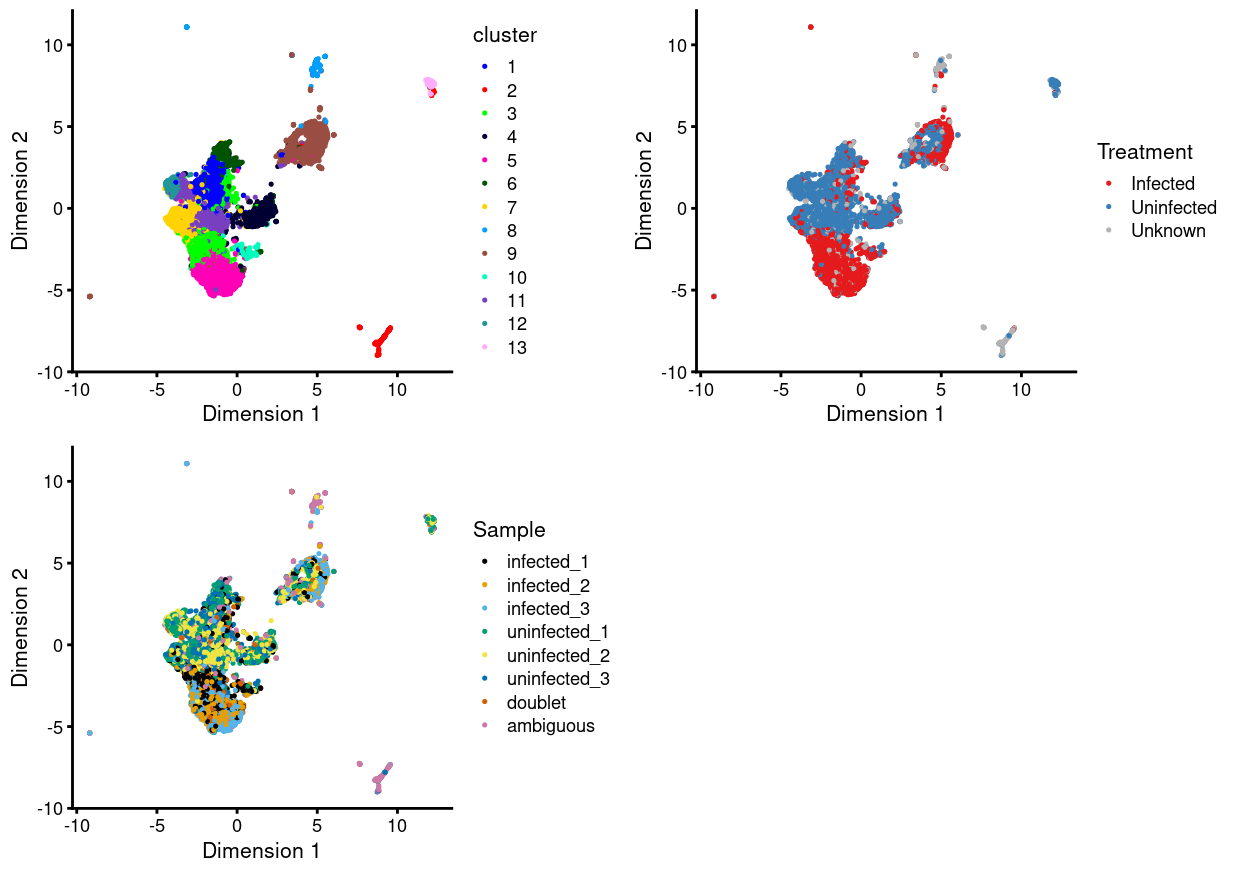 cluster
1
2
3
4
5
6
7
8
9
10
11
12
13
10
5
0
-5
-10
-10 -5 0 5 10
Dimension 1
Dimension 2
Treatment
Infected
Uninfected
Unknown
10
5
0
-5
-10
-10 -5 0 5 10
Dimension 1
Dimension 2
Sample
infected_1
infected_2
infected_3
uninfected_1
uninfected_2
uninfected_3
doublet
ambiguous
10
5
0
-5
-10
-10 -5 0 5 10
Dimension 1
Dimension 2